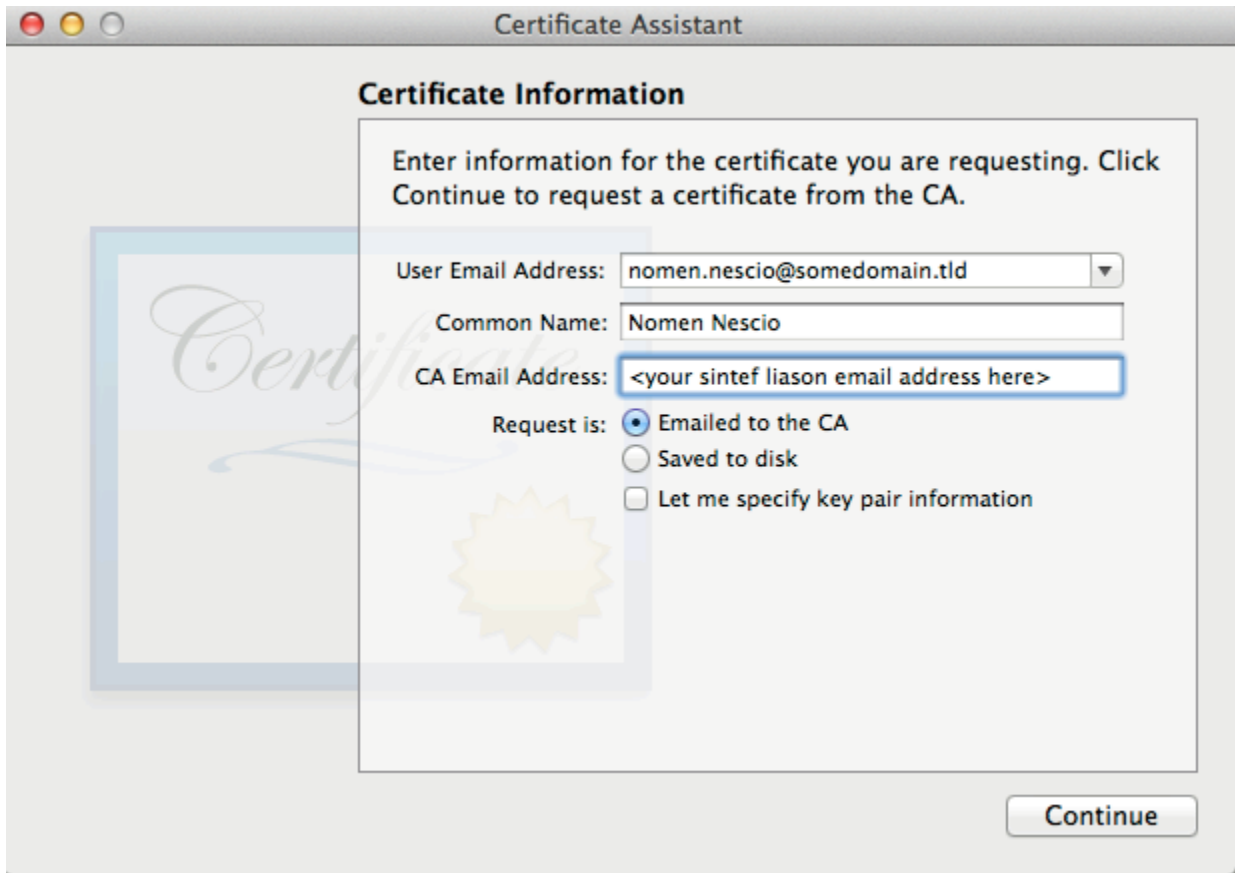 Certificate Assistant
Certificate Information
Enter information for the certificate you are requesting. Click
Continue to request a certificate from the CA.
User Email Address: nomen.nescio@somedomain.tld
Common Name: Nomen Nescio
CA Email Address: <your sintef liason email address here>
Request is: Emailed to the CA
Saved to disk
Let me specify key pair information
Certificate
Continue